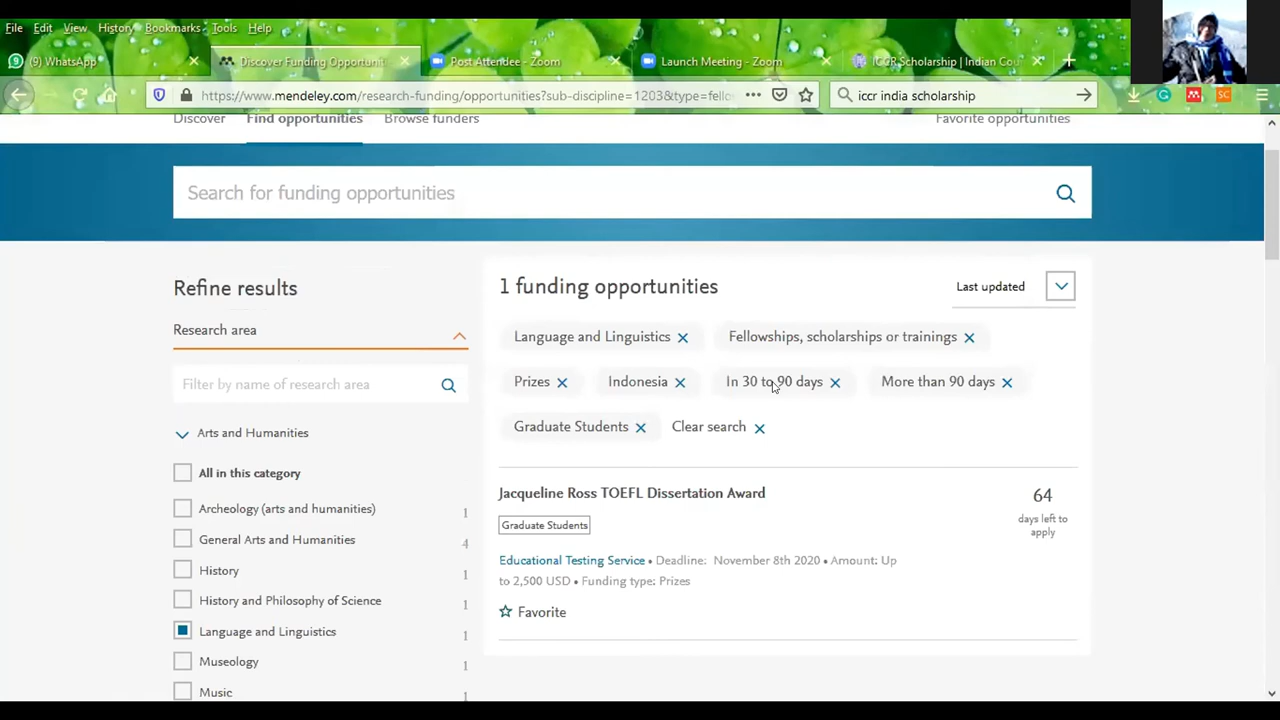 File Edit View History Bookmarks Tools Help
(9) WhatsApp
Discover Funding Opportunit
Post Attendee - Zoom
Launch Meeting - Zoom
ICCR Scholarship | Indian Cou
https://www.mendeley.com/research-funding/opportunities?sub-discipline=1203&type=fello
iccr india scholarship
Discover Find opportunities Browse funders Favorite opportunities
Search for funding opportunities
Refine results
Research area
Filter by name of research area
Arts and Humanities
All in this category
Archeology (arts and humanities) 1
General Arts and Humanities 4
History 1
History and Philosophy of Science 1
Language and Linguistics 1
Museology 1
Music 1
1 funding opportunities
Last updated
Language and Linguistics Fellowships, scholarships or trainings
Prizes Indonesia In 30 to 90 days More than 90 days
Graduate Students Clear search
Jacqueline Ross TOEFL Dissertation Award
Graduate Students
64
days left to
apply
Educational Testing Service • Deadline: November 8th 2020 • Amount: Up
to 2,500 USD • Funding type: Prizes
Favorite